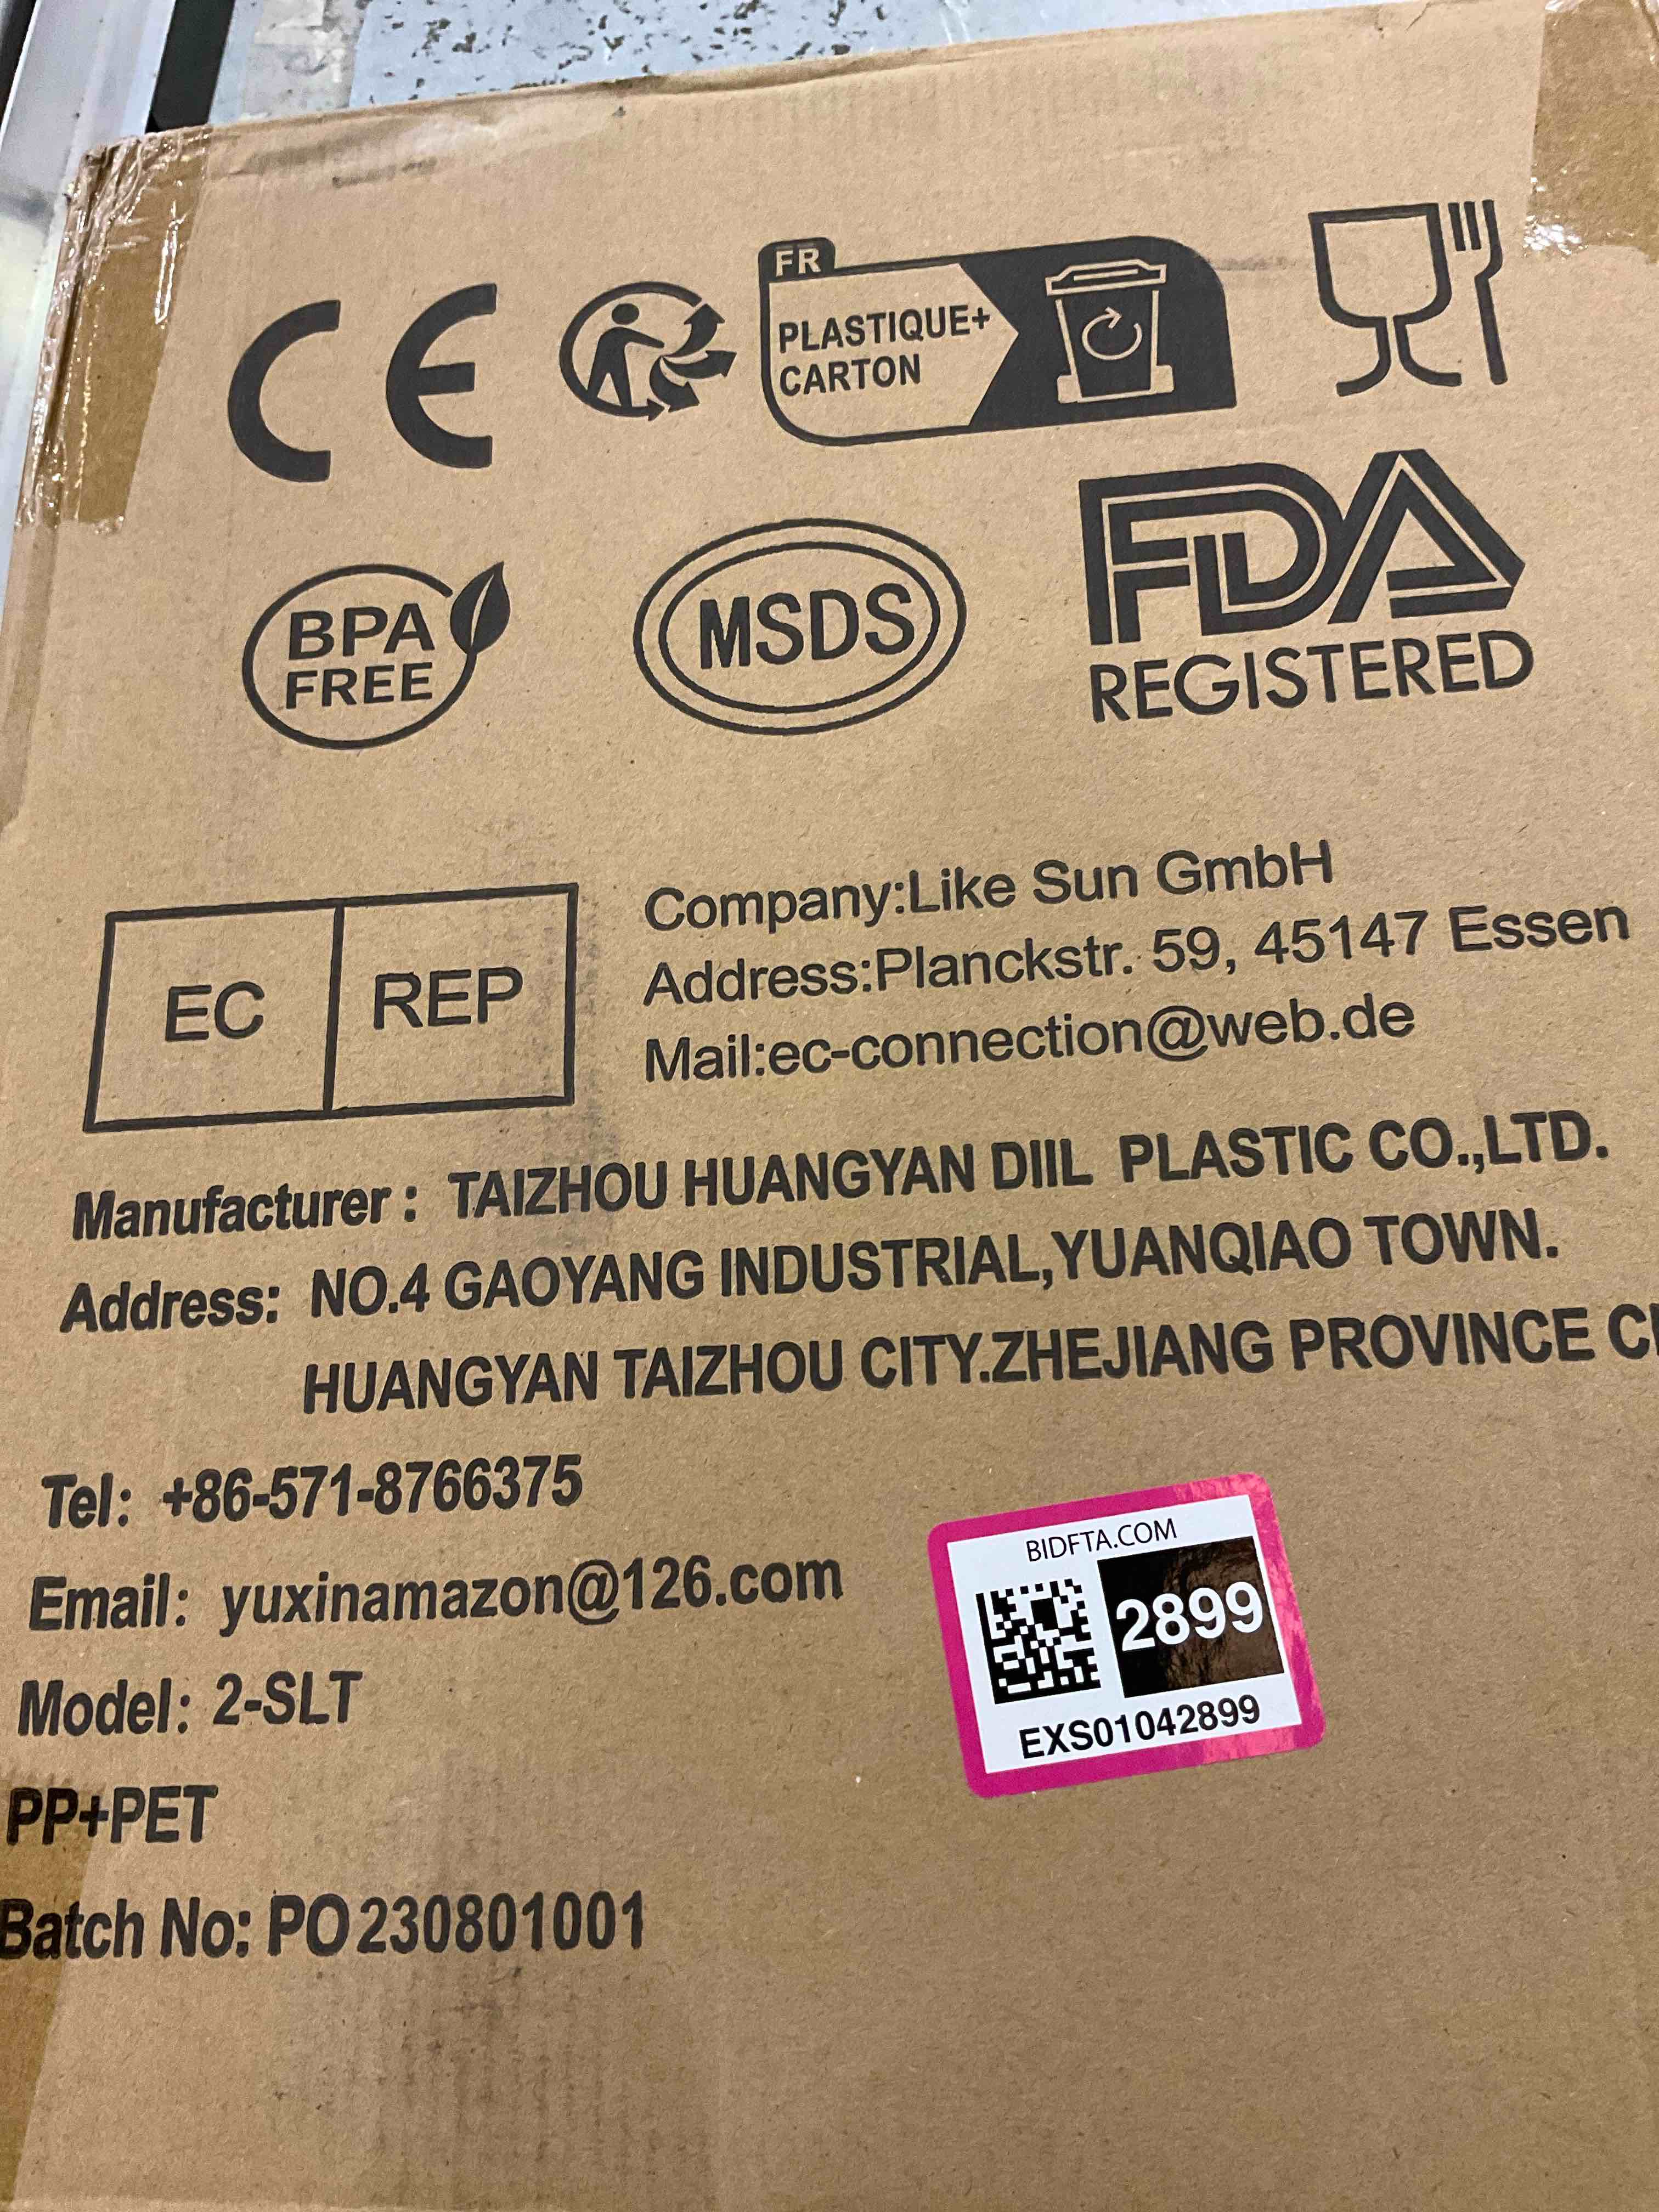 CE
FR
PLASTIQUE+
CARTON
BPA
FREE
MSDS
FDA
REGISTERED
EC REP
Company:Like Sun GmbH
Address:Planckstr. 59, 45147 Essen
Mail:ec-connection@web.de
Manufacturer : TAIZHOU HUANGYAN DIIL PLASTIC CO.,LTD.
Address: NO.4 GAOYANG INDUSTRIAL,YUANQIAO TOWN.
HUANGYAN TAIZHOU CITY.ZHEJIANG PROVINCE
Tel: +86-571-8766375
Email: yuxinamazon@126.com
Model: 2-SLT
PP+PET
Batch No: PO230801001
BIDFTA.COM
2899
EXS01042899